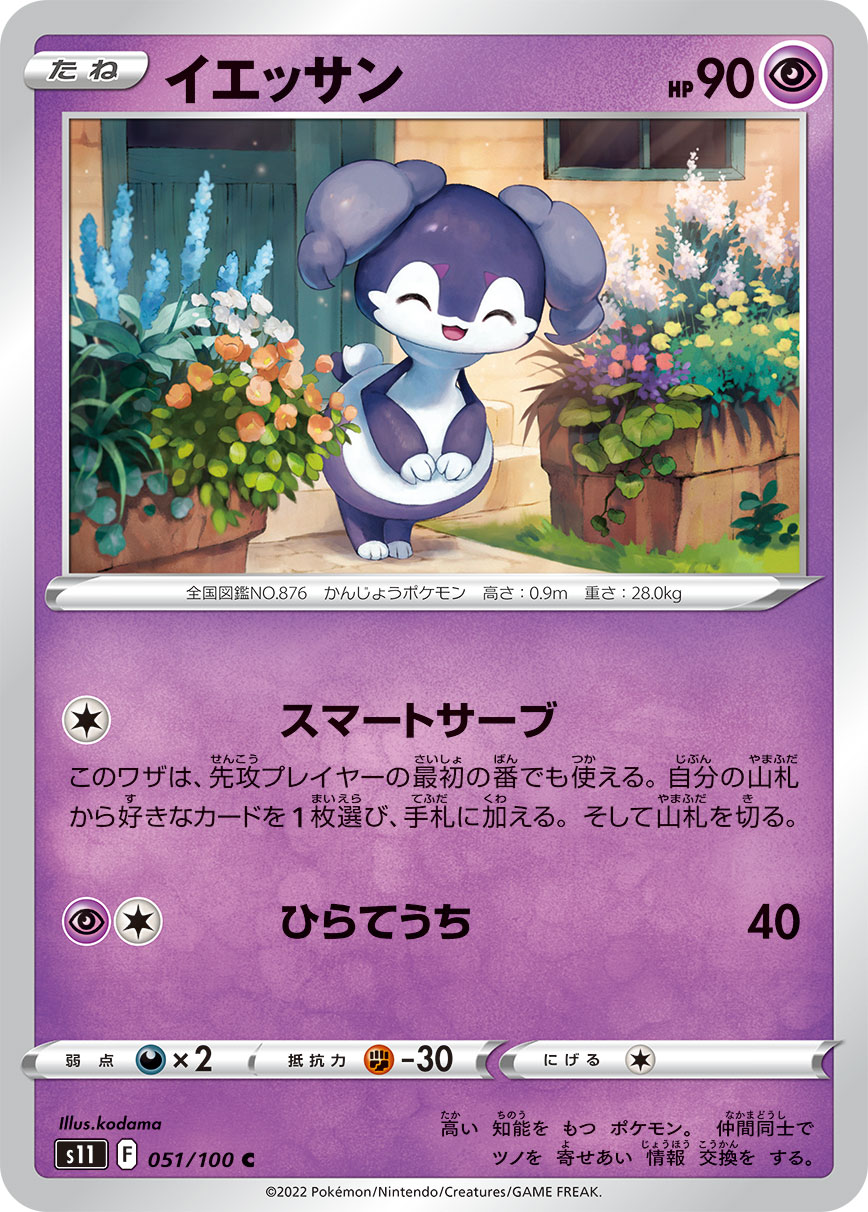 たね イエッサン HP90
全国図鑑NO.876 かんじょうポケモン 高さ:0.9m 重さ:28.0kg
スマートサーブ
このワザは、先攻プレイヤーの最初の番でも使える。自分の山札
から好きなカードを1枚選び、手札に加える。そして山札を切る。
ひらてうち 40
弱点 ×2 抵抗力 -30 にげる
Illus.kodama
高い 知能を もつ ポケモン。 仲間同士で
ツノを 寄せあい 情報 交換を する。
s11 F 051/100 C
©2022 Pokémon/Nintendo/Creatures/GAME FREAK.